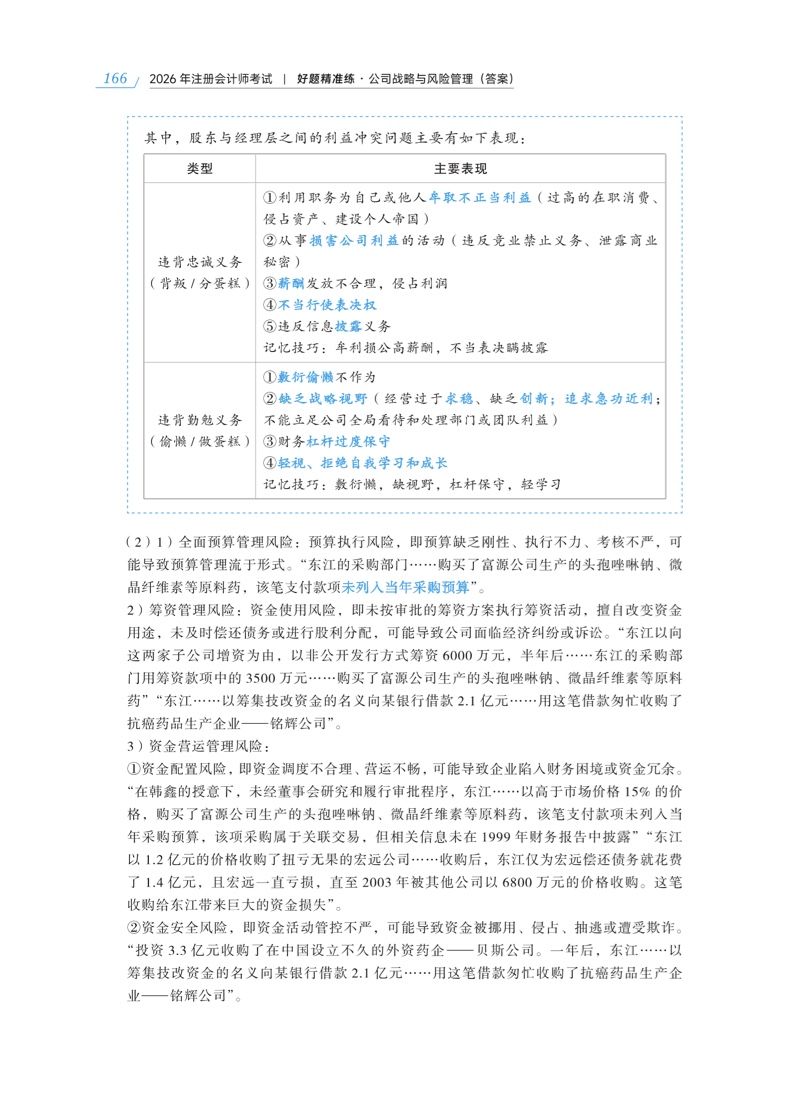 166
2026 年注册会计师考试 | 好题精准练 · 公司战略与风险管理（答案）
其中，股东与经理层之间的利益冲突问题主要有如下表现：
类型
主要表现
违背忠诚义务
（背叛 / 分蛋糕）
①利用职务为自己或他人牟取不正当利益（过高的在职消费、
侵占资产、建设个人帝国）
②从事损害公司利益的活动（违反竞业禁止义务、泄露商业
秘密）
③薪酬发放不合理，侵占利润
④不当行使表决权
⑤违反信息披露义务
记忆技巧：牟利损公高薪酬，不当表决瞒披露
违背勤勉义务
（偷懒 / 做蛋糕）
①敷衍偷懒不作为
②缺乏战略视野（经营过于求稳、缺乏创新；追求急功近利；
不能立足公司全局看待和处理部门或团队利益）
③财务杠杆过度保守
④轻视、拒绝自我学习和成长
记忆技巧：敷衍懒，缺视野，杠杆保守，轻学习
（2）1）全面预算管理风险：预算执行风险，即预算缺乏刚性、执行不力、考核不严，可
能导致预算管理流于形式。“东江的采购部门……购买了富源公司生产的头孢唑啉钠、微
晶纤维素等原料药，该笔支付款项未列入当年采购预算”。
2）筹资管理风险：资金使用风险，即未按审批的筹资方案执行筹资活动，擅自改变资金
用途，未及时偿还债务或进行股利分配，可能导致公司面临经济纠纷或诉讼。“东江以向
这两家子公司增资为由，以非公开发行方式筹资 6000 万元，半年后……东江的采购部
门用筹资款项中的 3500 万元……购买了富源公司生产的头孢唑啉钠、微晶纤维素等原料
药”“东江……以筹集技改资金的名义向某银行借款 2.1 亿元……用这笔借款匆忙收购了
抗癌药品生产企业——铭辉公司”。
3）资金营运管理风险：
①资金配置风险，即资金调度不合理、营运不畅，可能导致企业陷入财务困境或资金冗余。
“在韩鑫的授意下，未经董事会研究和履行审批程序，东江……以高于市场价格 15% 的价
格，购买了富源公司生产的头孢唑啉钠、微晶纤维素等原料药，该笔支付款项未列入当
年采购预算，该项采购属于关联交易，但相关信息未在 1999 年财务报告中披露”“东江
以 1.2 亿元的价格收购了扭亏无果的宏远公司……收购后，东江仅为宏远偿还债务就花费
了 1.4 亿元，且宏远一直亏损，直至 2003 年被其他公司以 6800 万元的价格收购。这笔
收购给东江带来巨大的资金损失”。
②资金安全风险，即资金活动管控不严，可能导致资金被挪用、侵占、抽逃或遭受欺诈。
“投资 3.3 亿元收购了在中国设立不久的外资药企——贝斯公司。一年后，东江……以
筹集技改资金的名义向某银行借款 2.1 亿元……用这笔借款匆忙收购了抗癌药品生产企
业——铭辉公司”。